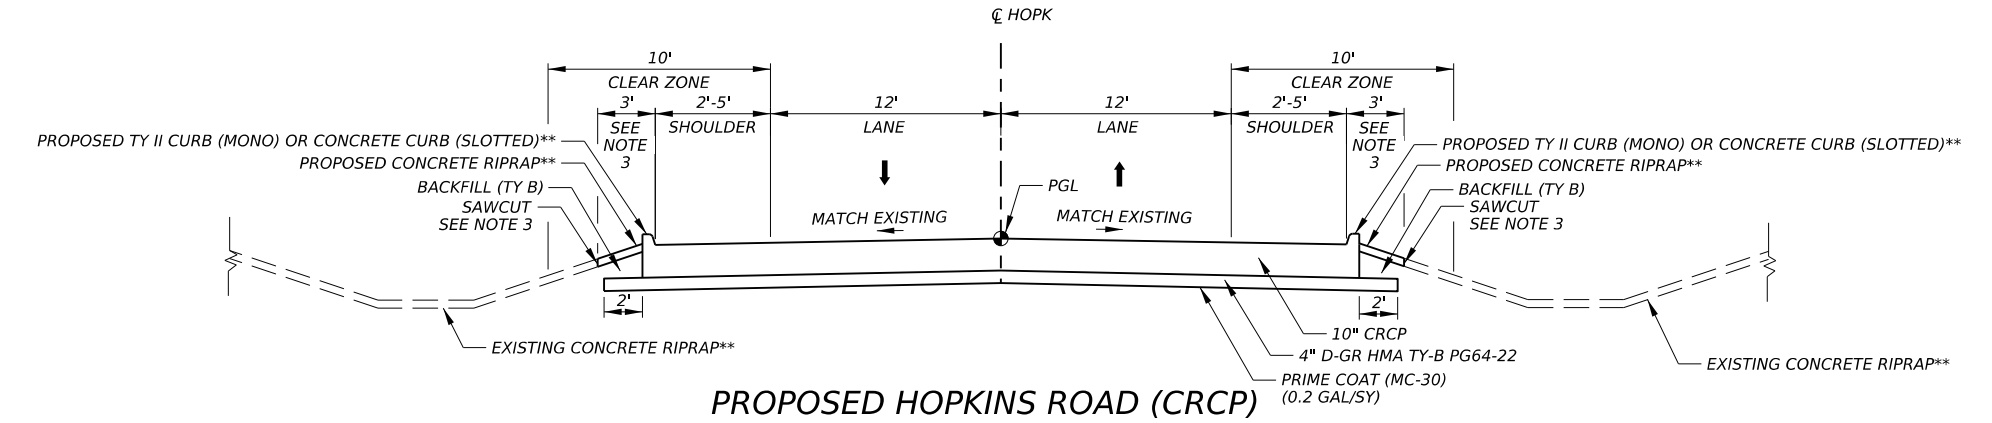 ℄ HOPK
10'
CLEAR ZONE
10'
CLEAR ZONE
3'
SEE
NOTE
3
2'-5'
SHOULDER
12'
LANE
12'
LANE
2'-5'
SHOULDER
3'
SEE
NOTE
3
PROPOSED TY II CURB (MONO) OR CONCRETE CURB (SLOTTED)**
PROPOSED CONCRETE RIPRAP**
BACKFILL (TY B)
SAWCUT
SEE NOTE 3
PGL
MATCH EXISTING
MATCH EXISTING
PROPOSED TY II CURB (MONO) OR CONCRETE CURB (SLOTTED)**
PROPOSED CONCRETE RIPRAP**
BACKFILL (TY B)
SAWCUT
SEE NOTE 3
2'
2'
EXISTING CONCRETE RIPRAP**
10" CRCP
4" D-GR HMA TY-B PG64-22
PRIME COAT (MC-30)
(0.2 GAL/SY)
EXISTING CONCRETE RIPRAP**
PROPOSED HOPKINS ROAD (CRCP)